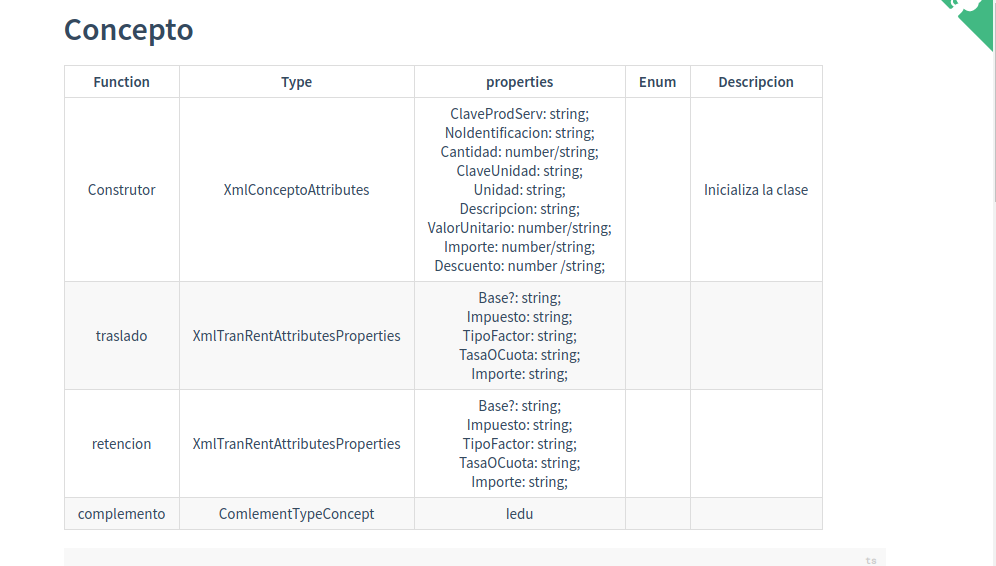 Concepto
Function Type properties Enum Descripcion
Construtor XmlConceptoAttributes ClaveProdServ: string;
NoIdentificacion: string;
Cantidad: number/string;
ClaveUnidad: string;
Unidad: string;
Descripcion: string;
ValorUnitario: number/string;
Importe: number/string;
Descuento: number /string;
Inicializa la clase
traslado XmlTranRentAttributesProperties Base?: string;
Impuesto: string;
TipoFactor: string;
TasaOCuota: string;
Importe: string;
retencion XmlTranRentAttributesProperties Base?: string;
Impuesto: string;
TipoFactor: string;
TasaOCuota: string;
Importe: string;
complemento ComlementTypeConcept Iedu
ts